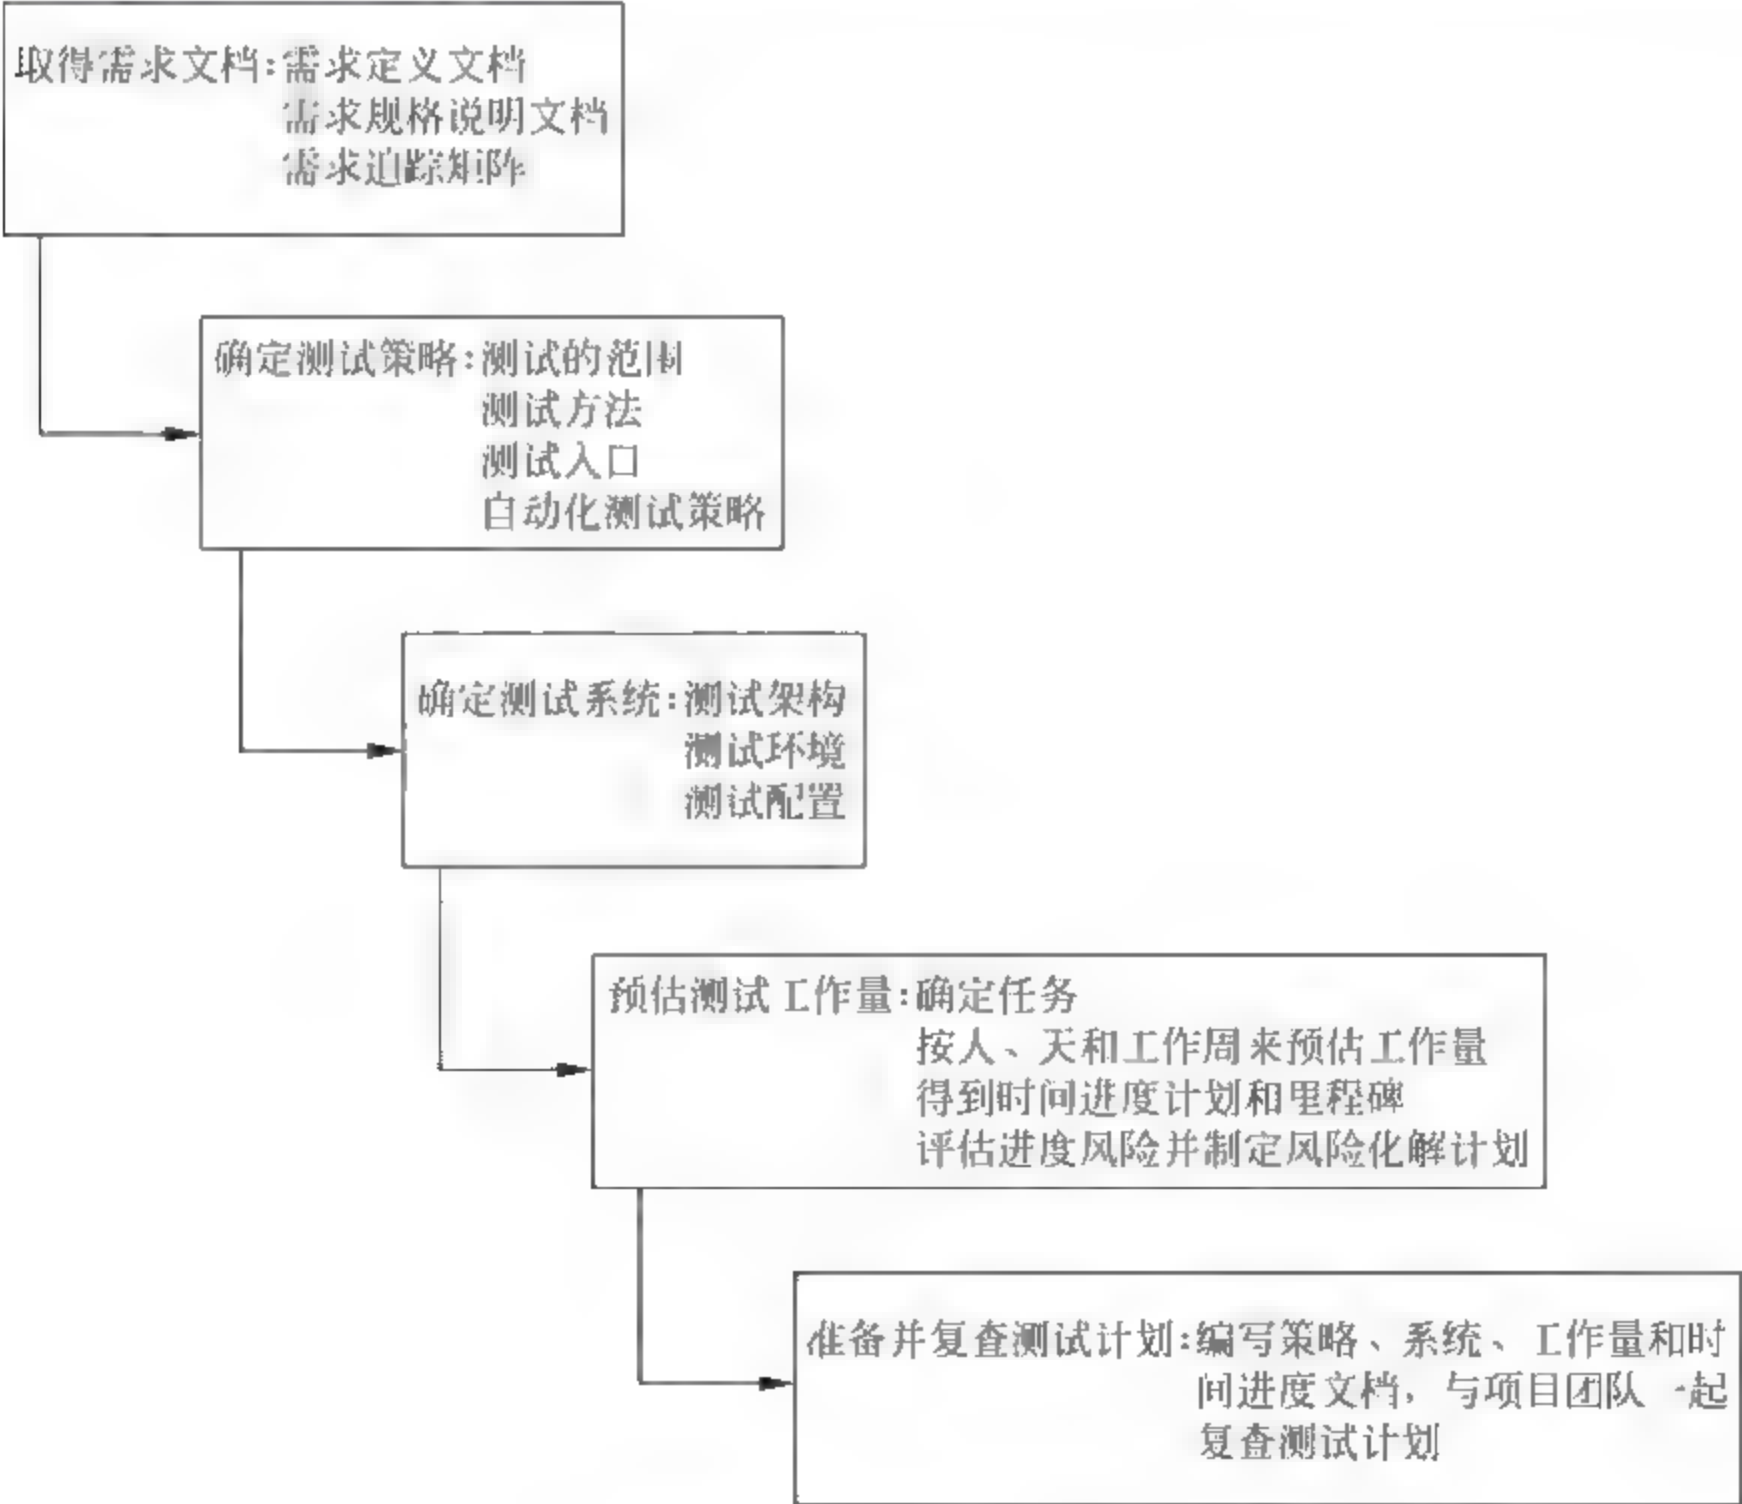 取得需求文档:需求定义文档
需求规格说明文档
需求追踪矩阵
确定测试策略:测试的范围
测试方法
测试入口
自动化测试策略
确定测试系统:测试架构
测试环境
测试配置
预估测试工作量:确定任务
按人、天和工作周来预估工作量
得到时间进度计划和里程碑
评估进度风险并制定风险化解计划
准备并复查测试计划:编写策略、系统、工作量和时
间进度文档，与项目团队一起
复查测试计划